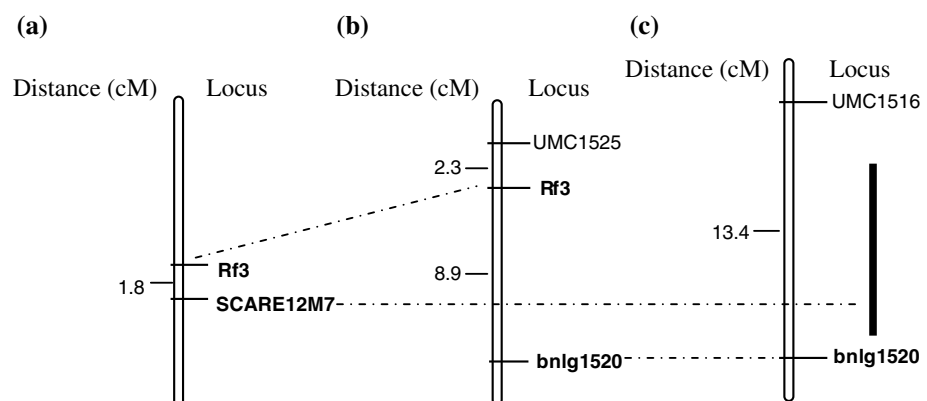 (a)
(b)
(c)
Distance (cM)
Locus
Distance (cM)
Locus
Distance (cM)
Locus
Rf3
1.8
SCARE12M7
UMC1525
2.3
Rf3
8.9
bnlg1520
UMC1516
13.4
bnlg1520